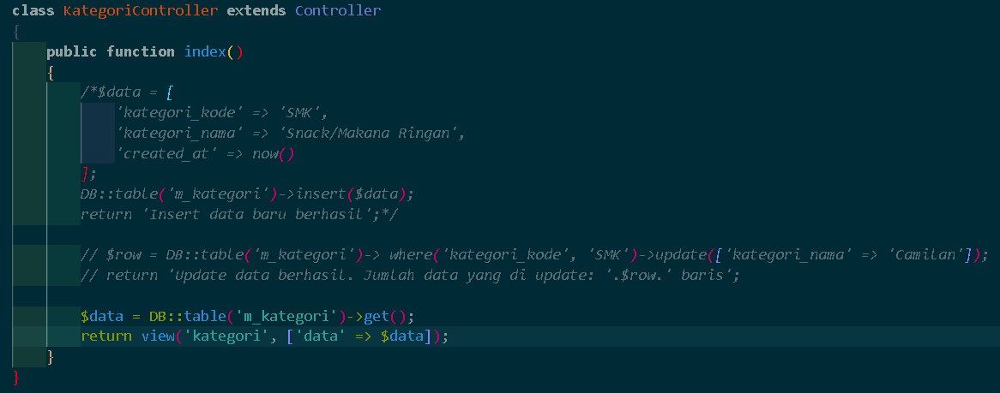 class KategoriController extends Controller
{
    public function index()
    {
        /*$data = [
            'kategori_kode' => 'SMK',
            'kategori_nama' => 'Snack/Makana Ringan',
            'created_at' => now()
        ];
        DB::table('m_kategori')->insert($data);
        return 'Insert data baru berhasil';*/

        // $row = DB::table('m_kategori')-> where('kategori_kode', 'SMK')->update(['kategori_nama' => 'Camilan']);
        // return 'Update data berhasil. Jumlah data yang di update: '.$row.' baris';

        $data = DB::table('m_kategori')->get();
        return view('kategori', ['data' => $data]);
    }
}